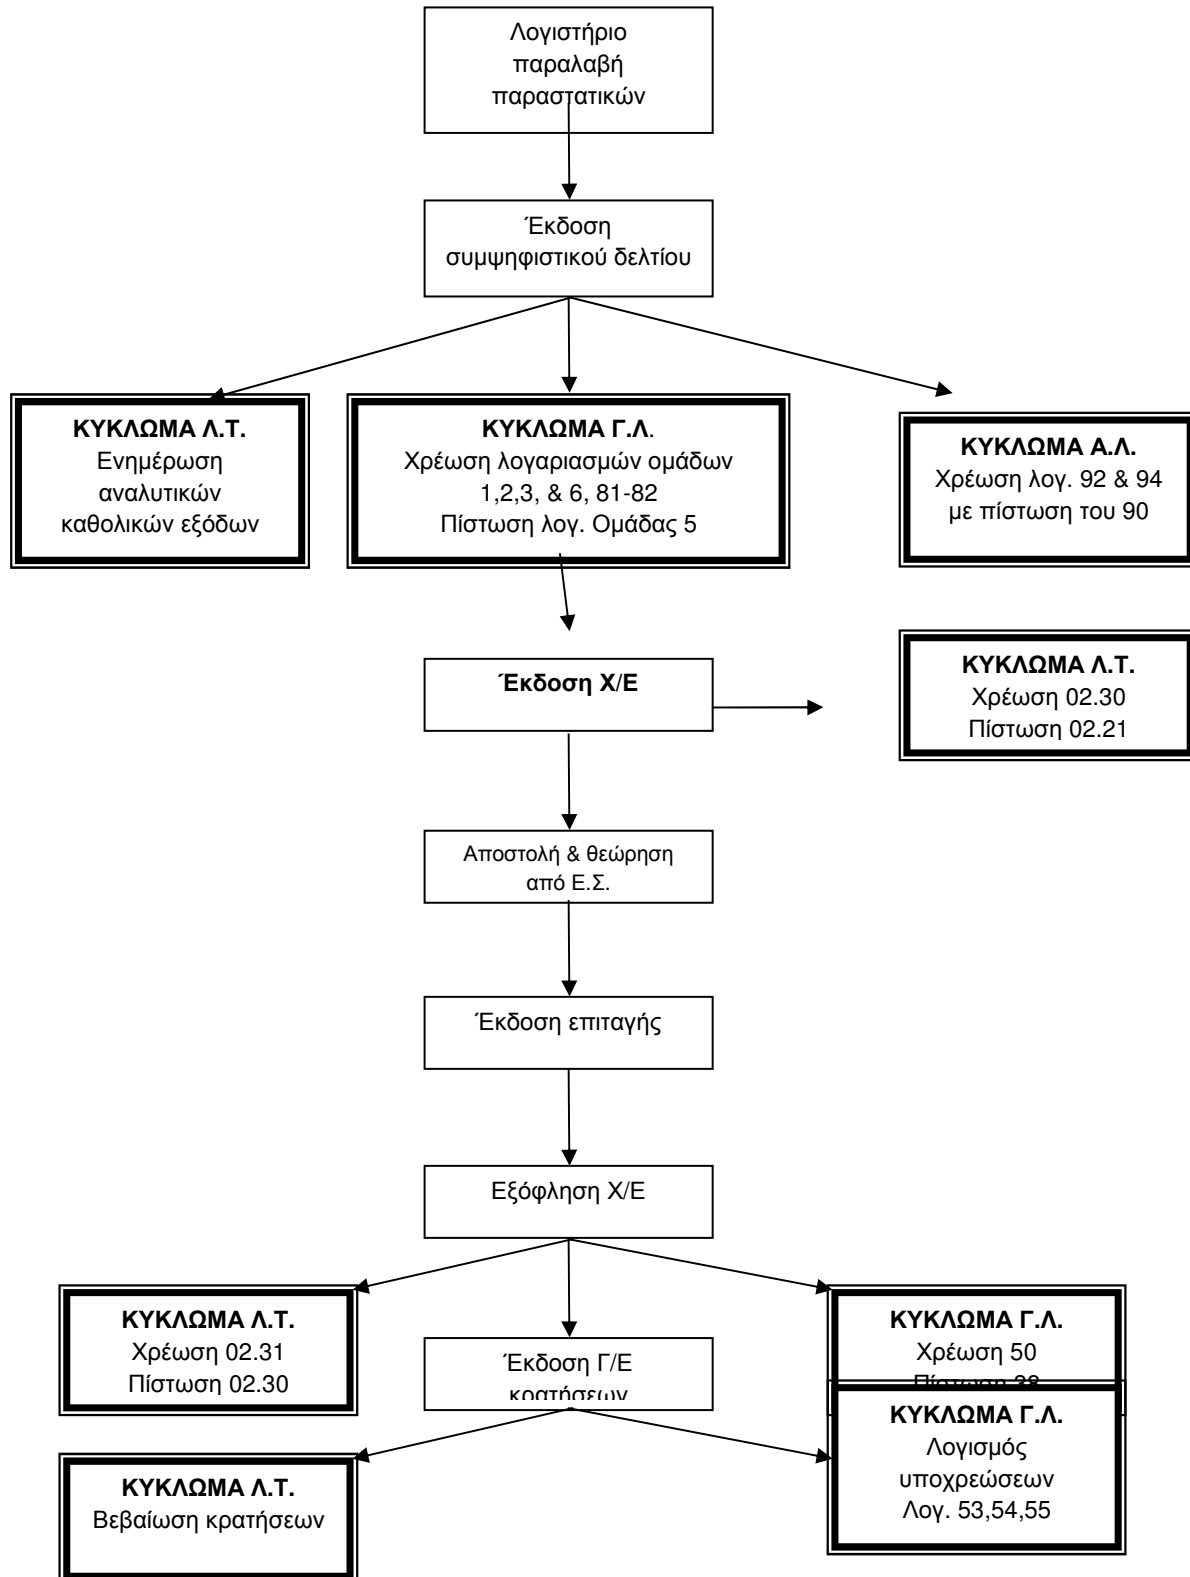 Λογιστήριο
παραλαβή
παραστατικών
Έκδοση
συμψηφιστικού δελτίου
ΚΥΚΛΩΜΑ Λ.Τ.
Ενημέρωση
αναλυτικών
καθολικών εξόδων
ΚΥΚΛΩΜΑ Γ.Λ.
Χρέωση λογαριασμών ομάδων
1,2,3, & 6, 81-82
Πίστωση λογ. Ομάδας 5
ΚΥΚΛΩΜΑ Α.Λ.
Χρέωση λογ. 92 & 94
με πίστωση του 90
Έκδοση Χ/Ε
ΚΥΚΛΩΜΑ Λ.Τ.
Χρέωση 02.30
Πίστωση 02.21
Αποστολή & θεώρηση
από Ε.Σ.
Έκδοση επιταγής
Εξόφληση Χ/Ε
ΚΥΚΛΩΜΑ Λ.Τ.
Χρέωση 02.31
Πίστωση 02.30
Έκδοση Γ/Ε
κρατήσεων
ΚΥΚΛΩΜΑ Γ.Λ.
Χρέωση 50
Πίστωση 38
ΚΥΚΛΩΜΑ Λ.Τ.
Βεβαίωση κρατήσεων
ΚΥΚΛΩΜΑ Γ.Λ.
Λογισμός
υποχρεώσεων
Λογ. 53,54,55